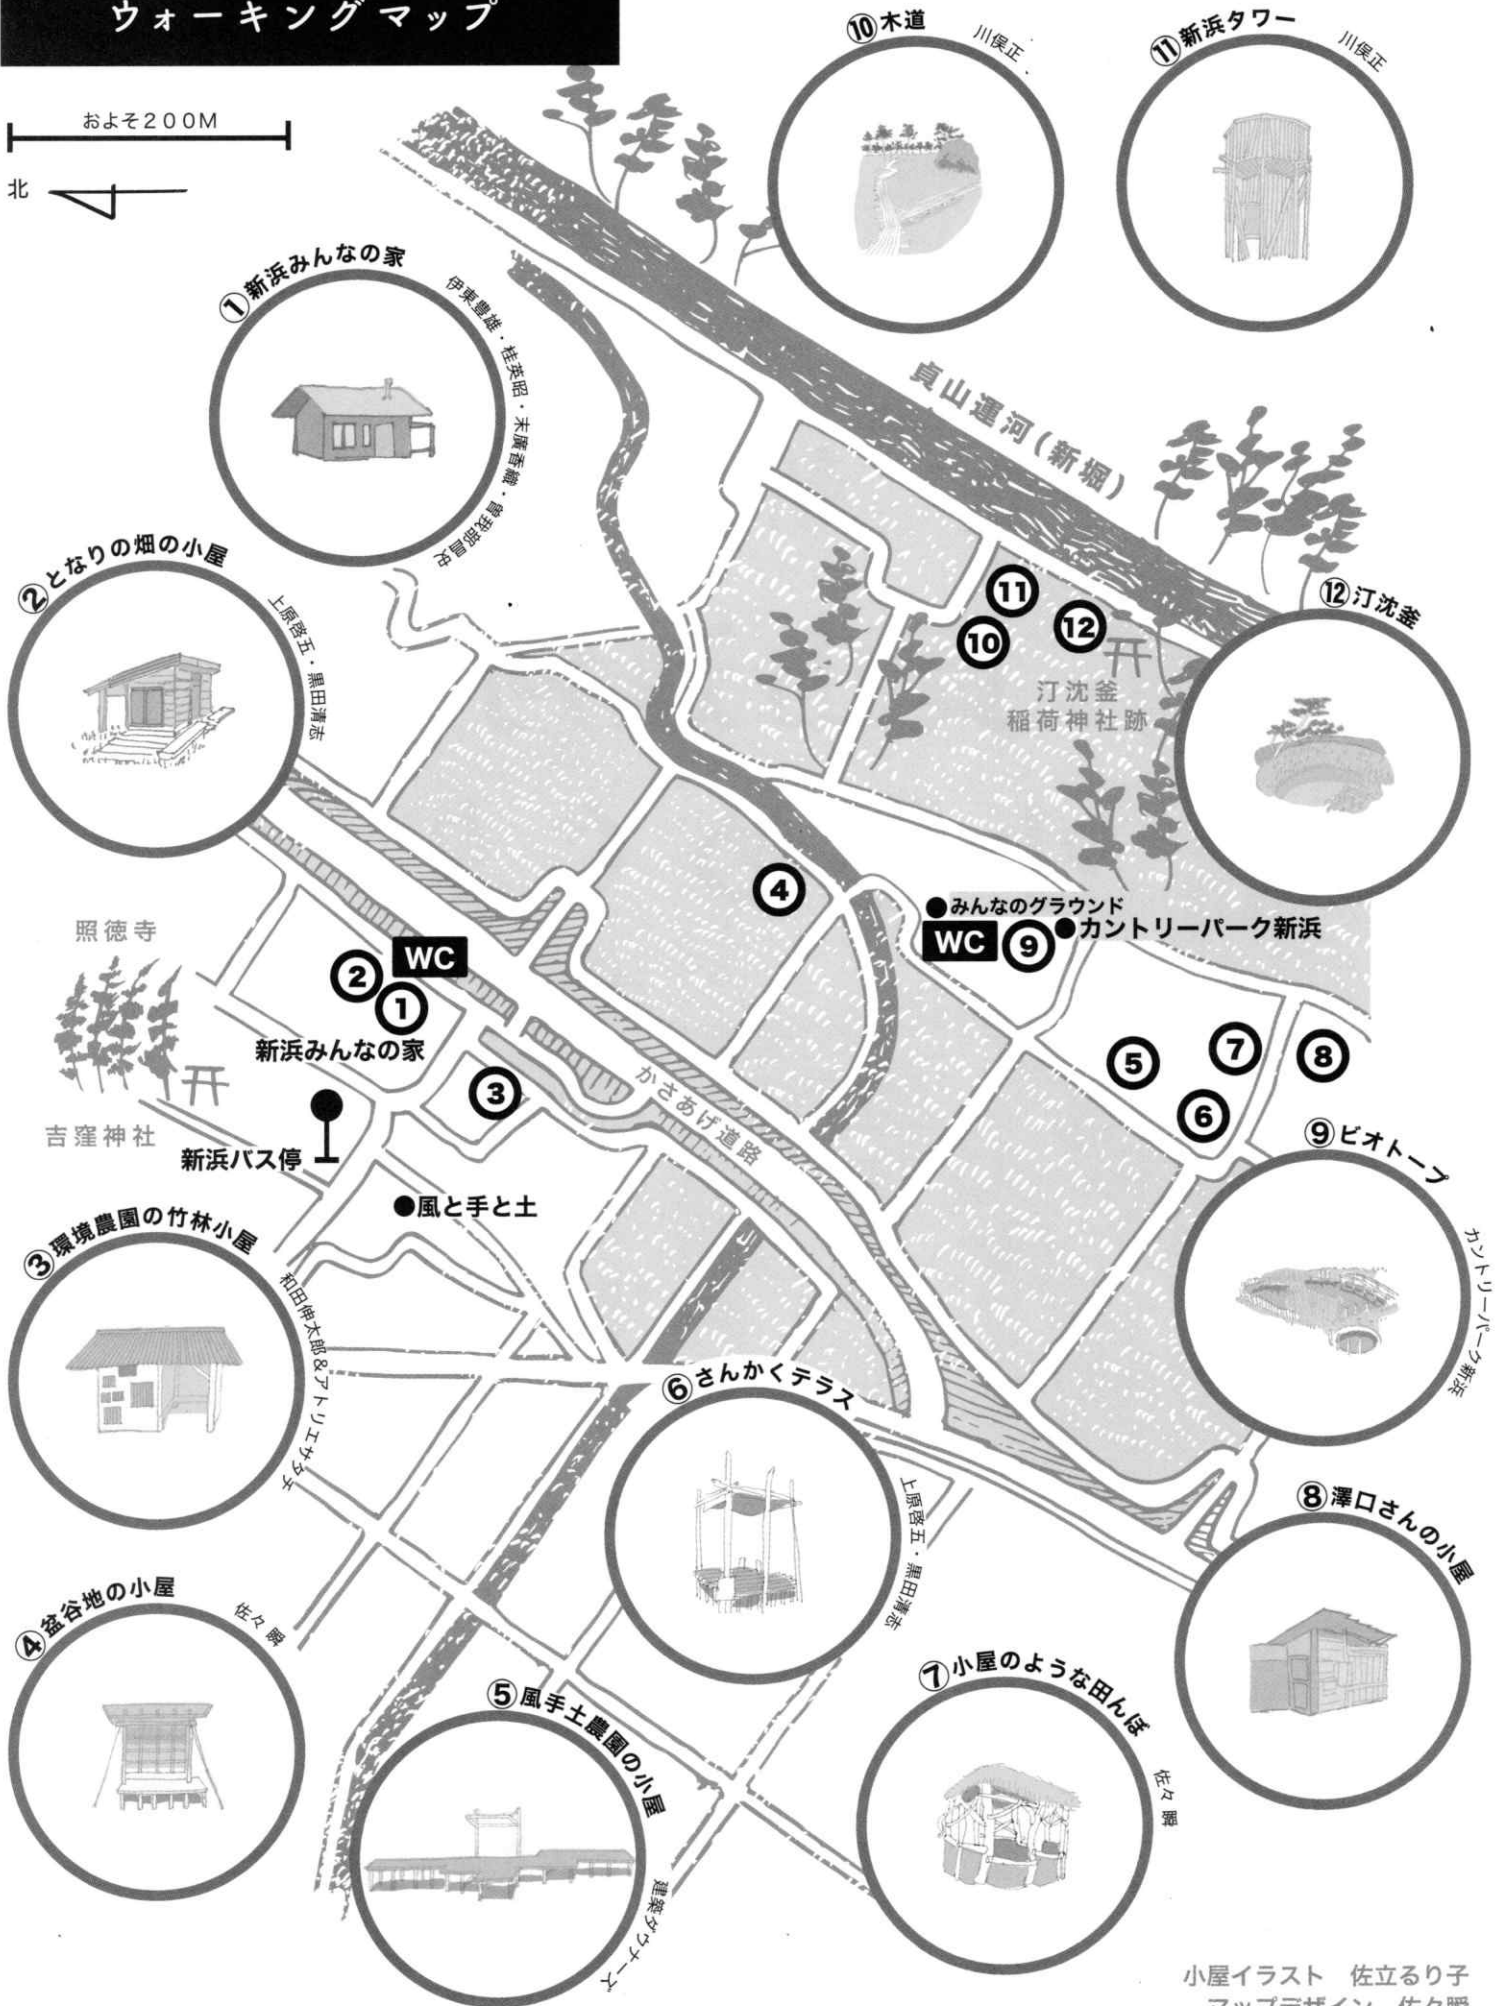 ウォーキングマップ
およそ200M
北
⑩木道
川俣正
⑪新浜タワー
川俣正
①新浜みんなの家
伊東豊雄・桂英昭・末廣香織・曽我部昌史
貞山運河(新堀)
②となりの畑の小屋
上原啓五・黒田清志
⑪
⑩
⑫
汀沈釜
稲荷神社跡
⑫汀沈釜
④
●みんなのグラウンド
WC
⑨
●カントリーパーク新浜
照徳寺
WC
②
①
新浜みんなの家
③
かさあげ道路
⑤
⑦
⑧
⑥
吉窪神社
新浜バス停
●風と手と土
⑨ビオトープ
カントリーパーク新浜
③環境農園の竹林小屋
和田伸太郎&アトリエサタチ
⑥さんかくテラス
上原啓五・黒田清志
⑧澤口さんの小屋
④盆谷地の小屋
佐々瞬
⑤風手土農園の小屋
建築ダウナーズ
⑦小屋のような田んぼ
佐々瞬
小屋イラスト 佐立るり子
マップデザイン 佐々瞬